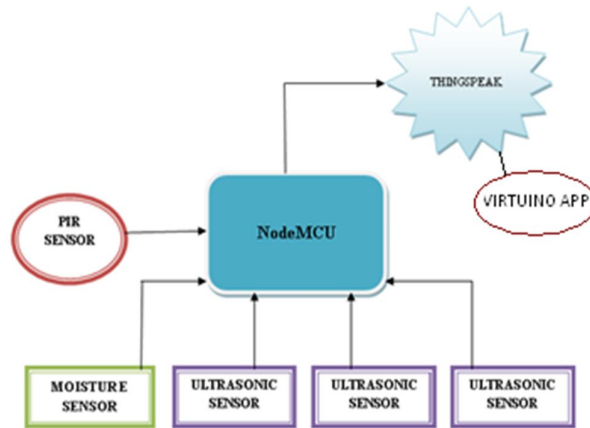 THINGSPEAK
VIRTUINO APP
PIR
SENSOR
NodeMCU
MOISTURE
SENSOR
ULTRASONIC
SENSOR
ULTRASONIC
SENSOR
ULTRASONIC
SENSOR